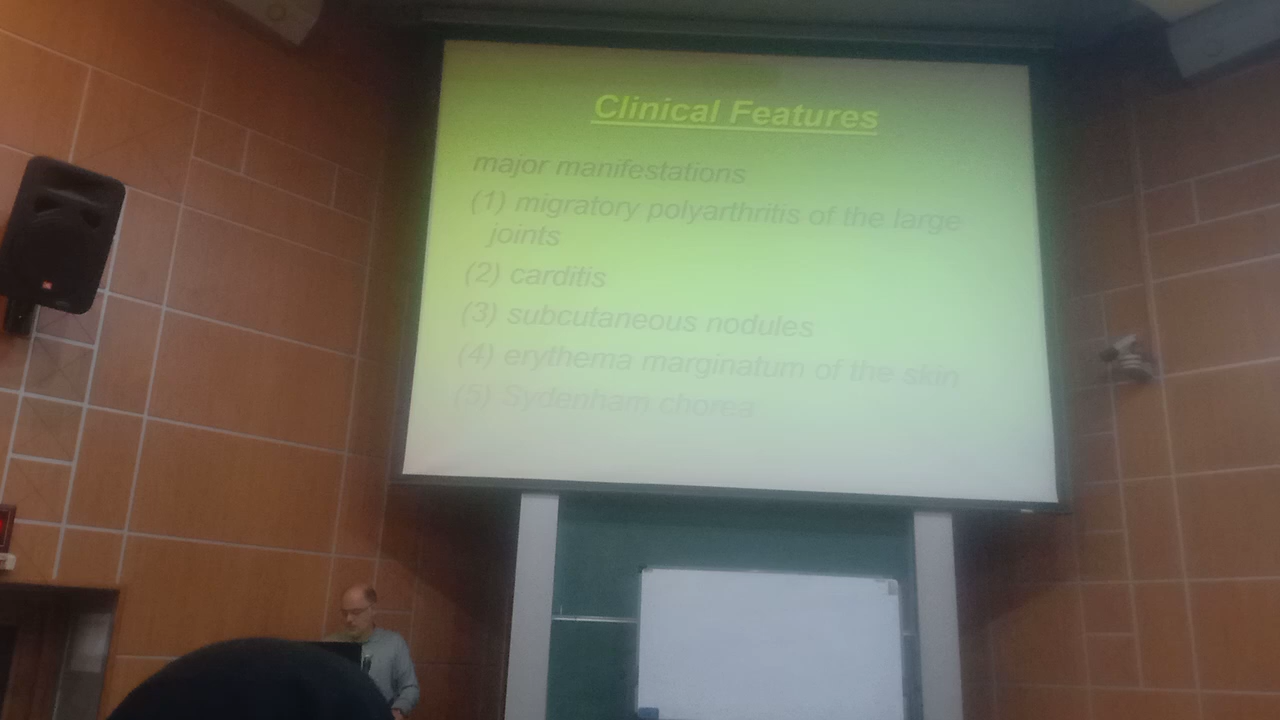 Clinical Features
major manifestations
(1) migratory polyarthritis of the large
joints
(2) carditis
(3) subcutaneous nodules
(4) erythema marginatum of the skin
(5) Sydenham chorea